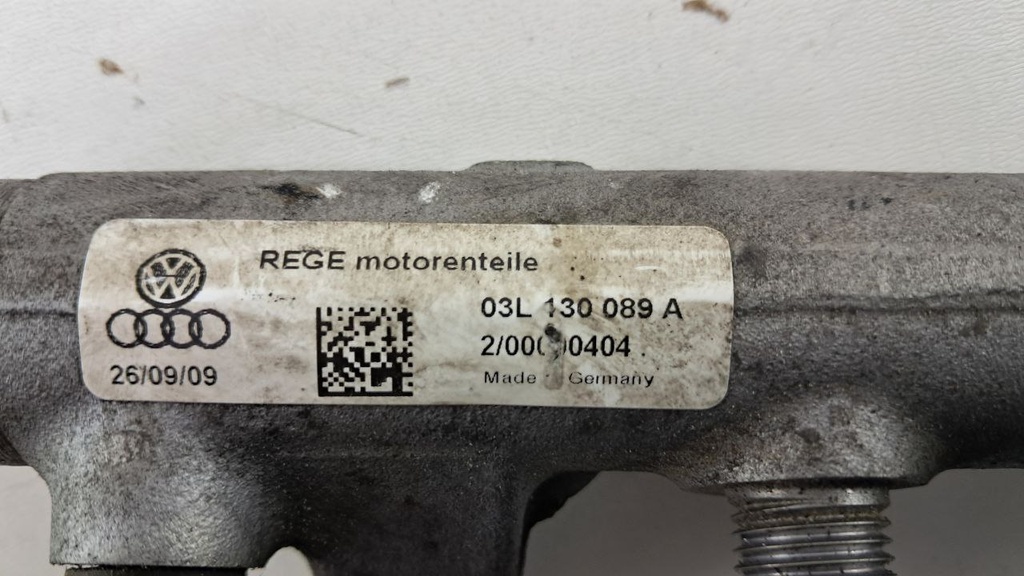 REGE motorenteile
03L 130 089 A
26/09/09
Made Germany